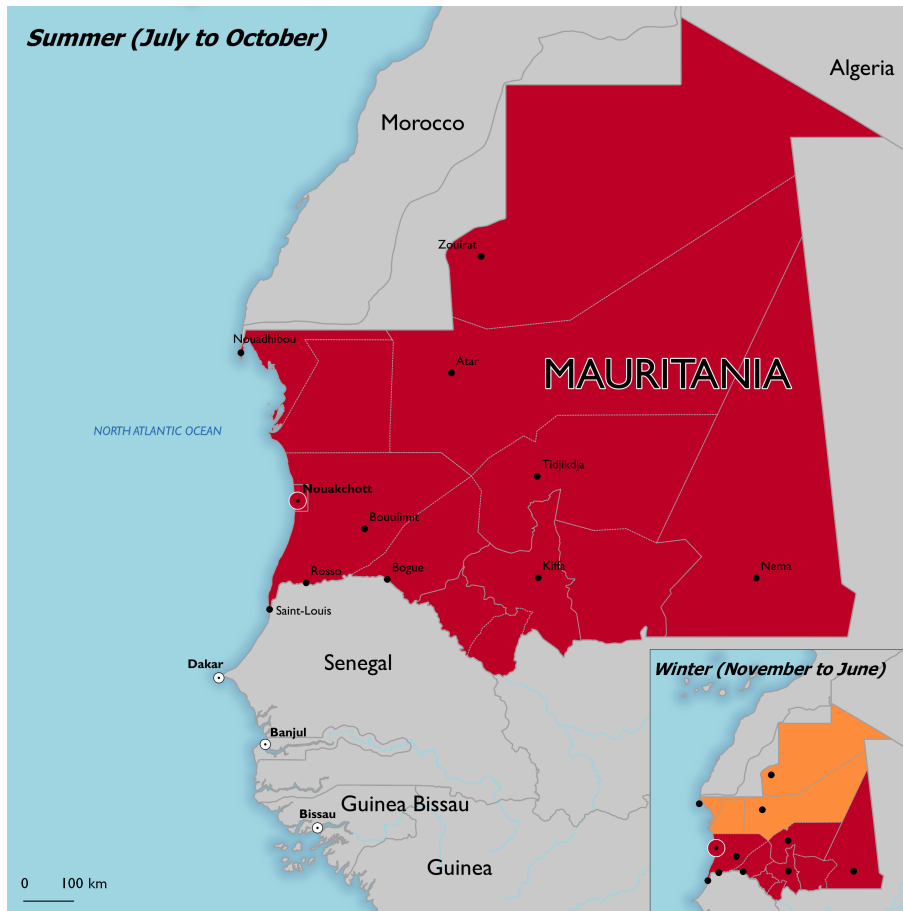 Summer (July to October)
Algeria
Morocco
Zouirat
Nouadhibou
Atar
MAURITANIA
NORTH ATLANTIC OCEAN
Tidjikdja
Nouakchott
Boutilimit
Rosso
Bogue
Kiffa
Nema
Saint-Louis
Dakar
Senegal
Winter (November to June)
Banjul
Guinea Bissau
Bissau
Guinea
0 100 km